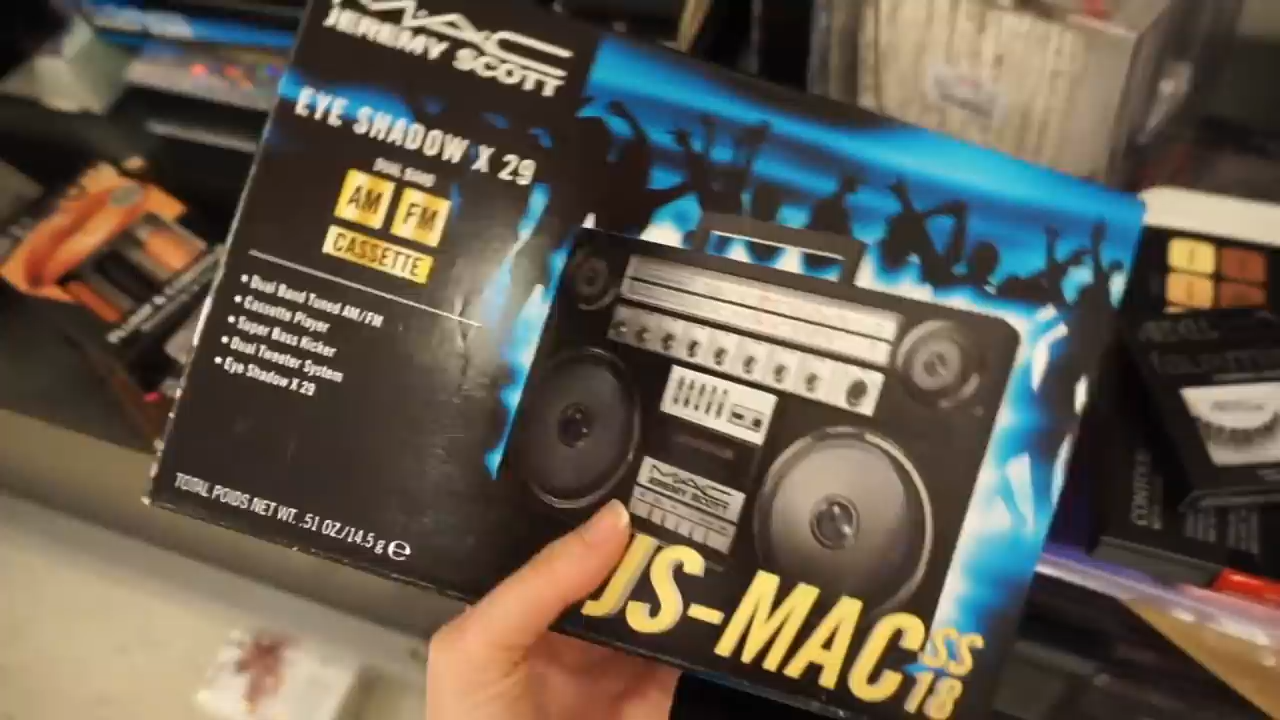 MAC
JEREMY SCOTT
EYE SHADOW X 29
DUAL BAND
AM FM
CASSETTE
• Dual Band Tuned AM/FM
• Cassette Player
• Super Bass Kicker
• Dual Tweeter System
• Eye Shadow X 29
TOTAL POIDS NET WT. .51 OZ./14.5 g ℮
MAC
JEREMY SCOTT
JS-MAC SS
18